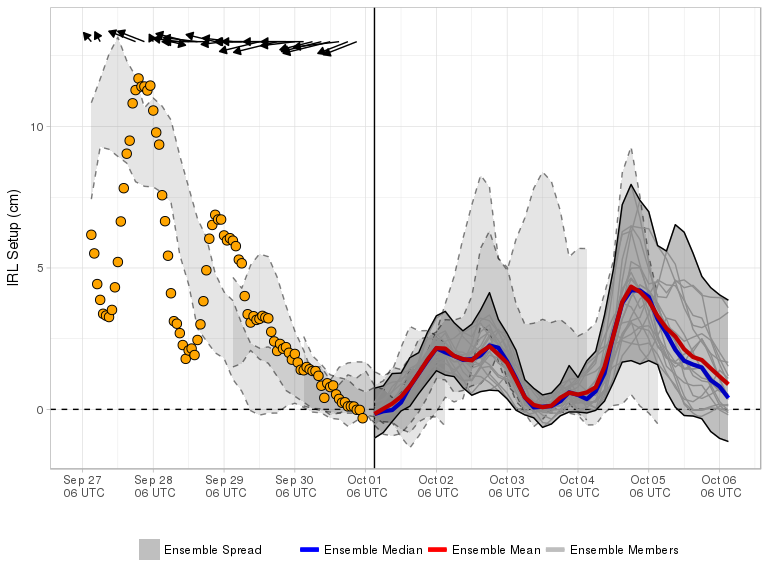 IRL Setup (cm)
10
5
0
Sep 27 Sep 28 Sep 29 Sep 30 Oct 01 Oct 02 Oct 03 Oct 04 Oct 05 Oct 06
06 UTC 06 UTC 06 UTC 06 UTC 06 UTC 06 UTC 06 UTC 06 UTC 06 UTC 06 UTC
Ensemble Spread Ensemble Median Ensemble Mean Ensemble Members